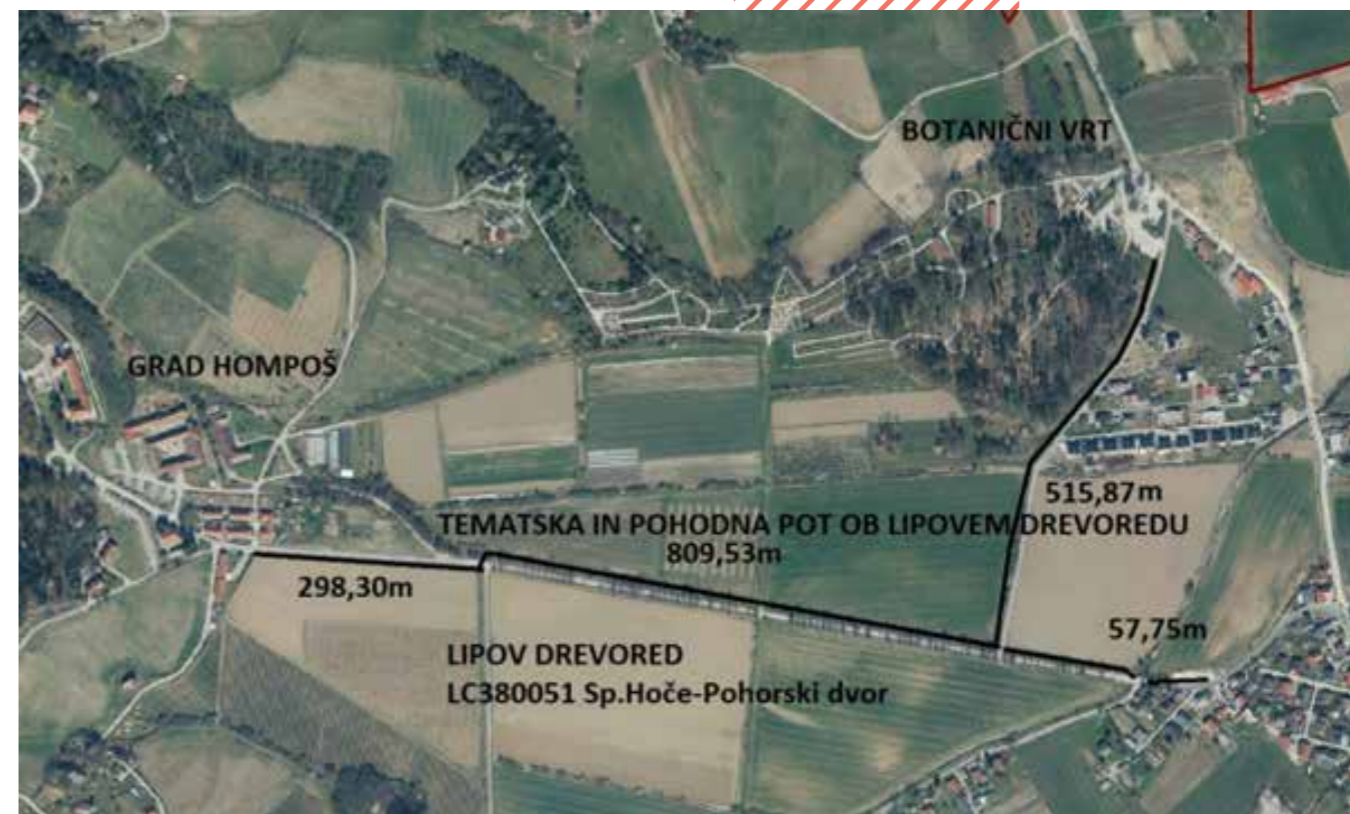 BOTANIČNI VRT
GRAD HOMPOŠ
515,87m
TEMATSKA IN POHODNA POT OB LIPOVEM DREVOREDU
809,53m
298,30m
57,75m
LIPOV DREVORED
LC380051 Sp.Hoče-Pohorski dvor